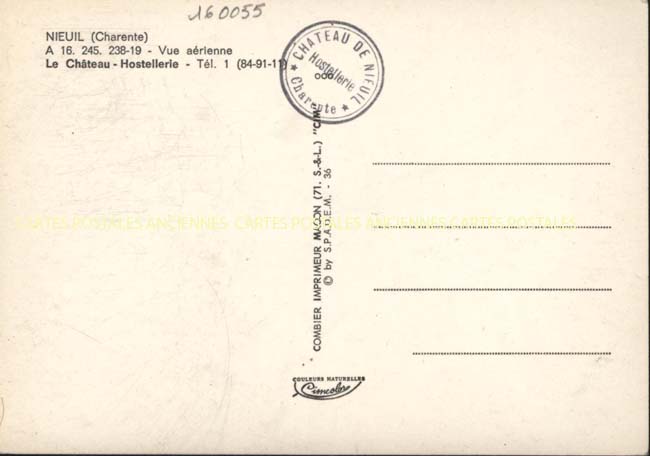 160055
NIEUIL (Charente)
A 16. 245. 238-19 - Vue aérienne
Le Château - Hostellerie - Tél. 1 (84-91-11)
CHATEAU DE NIEUIL
Hostellerie
Charente
COMBIER IMPRIMEUR MACON (71. S.-&-L.) "CIM"
© by S.P.A.D.E.M. - 36
CARTES POSTALES ANCIENNES CARTES POSTALES ANCIENNES CARTES POSTALES
COULEURS NATURELLES
Cimcolor